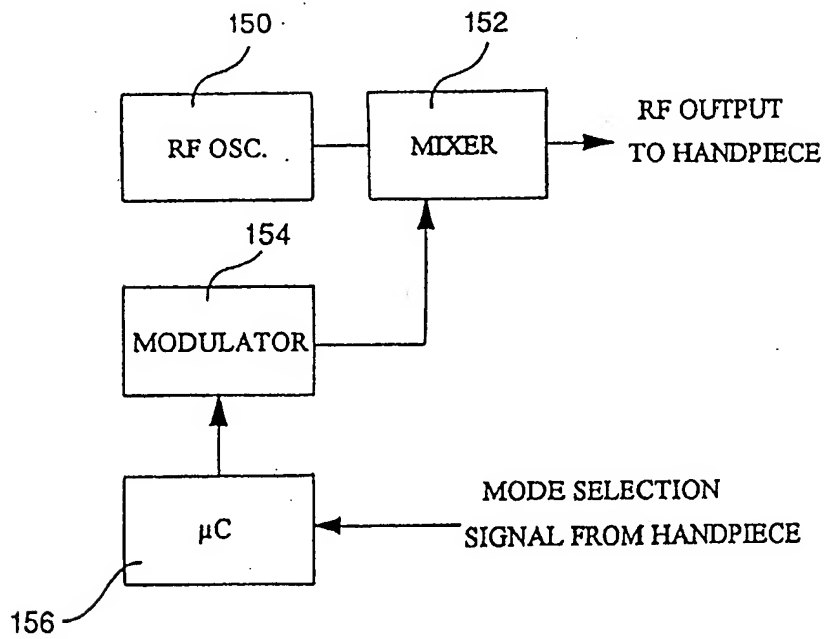 150
152
RF OSC.
MIXER
RF OUTPUT
TO HANDPIECE
154
MODULATOR
µC
MODE SELECTION
SIGNAL FROM HANDPIECE
156